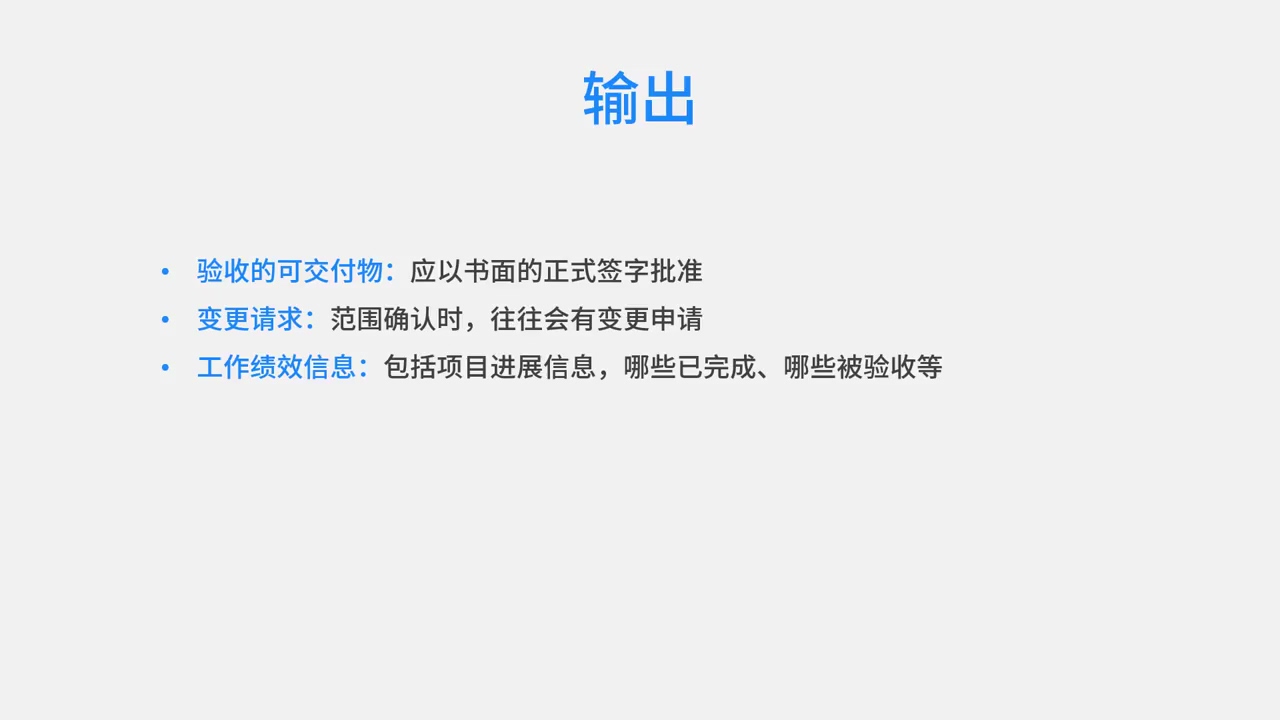 输出
• 验收的可交付物：应以书面的正式签字批准
• 变更请求：范围确认时，往往会有变更申请
• 工作绩效信息：包括项目进展信息，哪些已完成、哪些被验收等